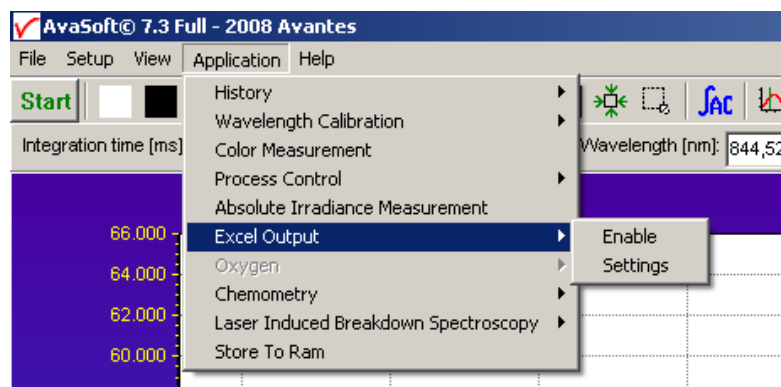 AvaSoft© 7.3 Full - 2008 Avantes
File Setup View Application Help
Start
History
Wavelength Calibration
Integration time [ms]
Wavelength [nm]: 844,52
Color Measurement
Process Control
Absolute Irradiance Measurement
66.000
Excel Output
Enable
Oxygen
Settings
64.000
Chemometry
62.000
Laser Induced Breakdown Spectroscopy
60.000
Store To Ram